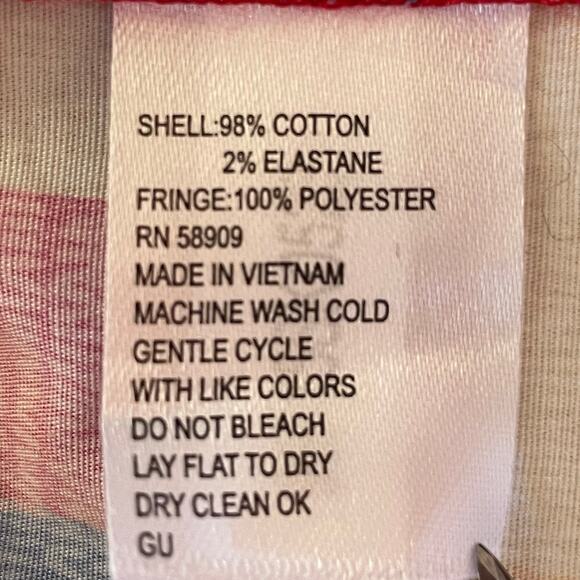 SHELL:98% COTTON
2% ELASTANE
FRINGE:100% POLYESTER
RN 58909
MADE IN VIETNAM
MACHINE WASH COLD
GENTLE CYCLE
WITH LIKE COLORS
DO NOT BLEACH
LAY FLAT TO DRY
DRY CLEAN OK
GU